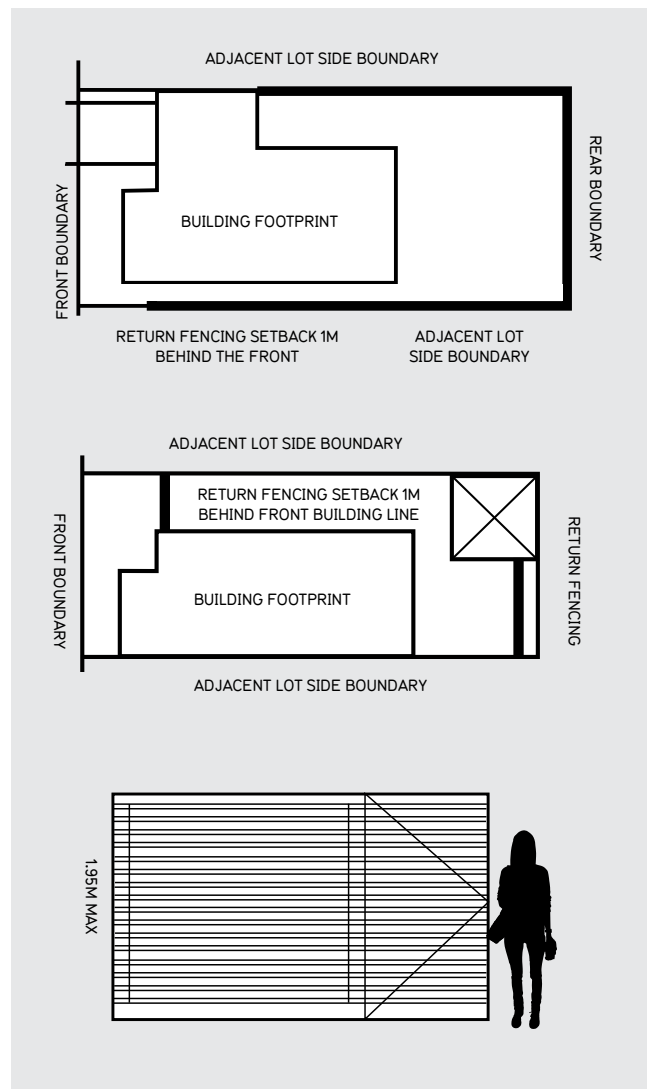 ADJACENT LOT SIDE BOUNDARY
FRONT BOUNDARY
BUILDING FOOTPRINT
REAR BOUNDARY
RETURN FENCING SETBACK 1M
BEHIND THE FRONT
ADJACENT LOT
SIDE BOUNDARY
ADJACENT LOT SIDE BOUNDARY
FRONT BOUNDARY
RETURN FENCING SETBACK 1M
BEHIND FRONT BUILDING LINE
BUILDING FOOTPRINT
RETURN FENCING
ADJACENT LOT SIDE BOUNDARY
1.95M MAX